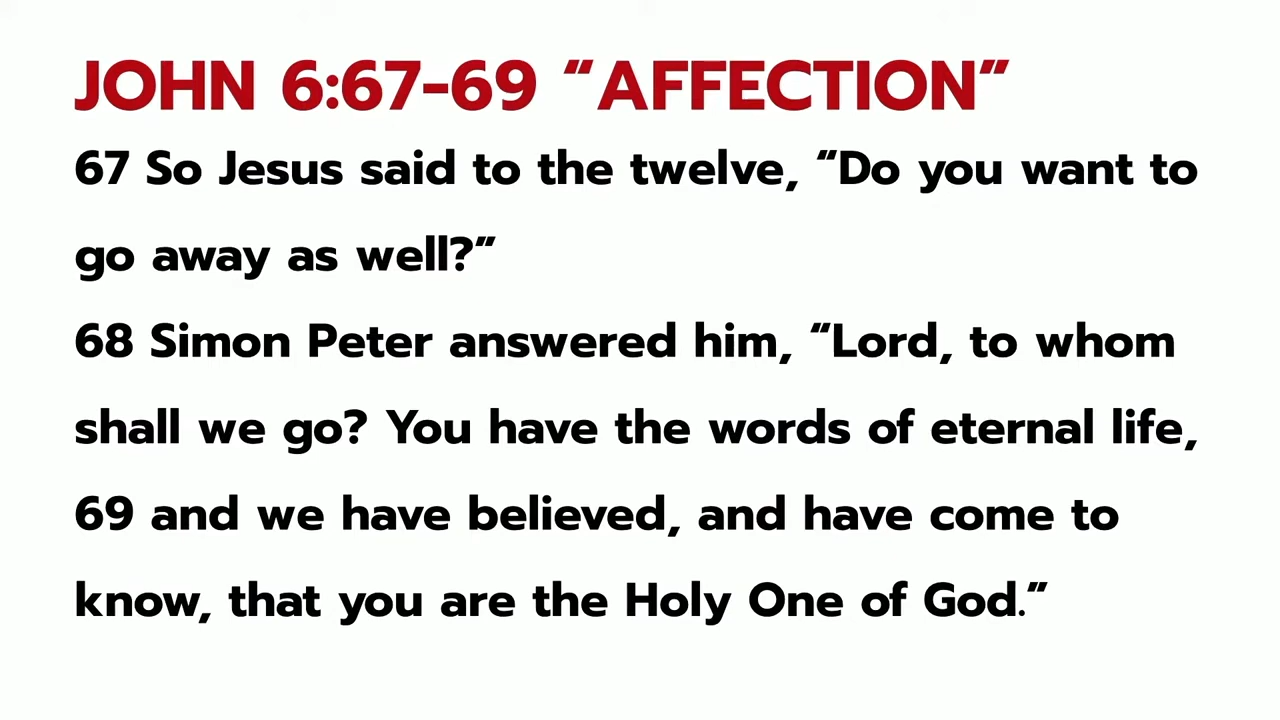 JOHN 6:67-69 “AFFECTION”
67 So Jesus said to the twelve, “Do you want to
go away as well?”
68 Simon Peter answered him, “Lord, to whom
shall we go? You have the words of eternal life,
69 and we have believed, and have come to
know, that you are the Holy One of God.”